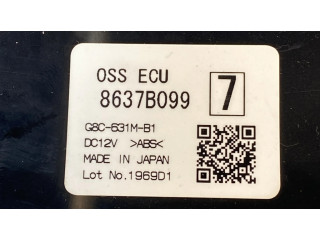 OSS ECU
8637B099
7
G8C-631M-B1
DC12V >ABS<
MADE IN JAPAN
Lot No.1969D1